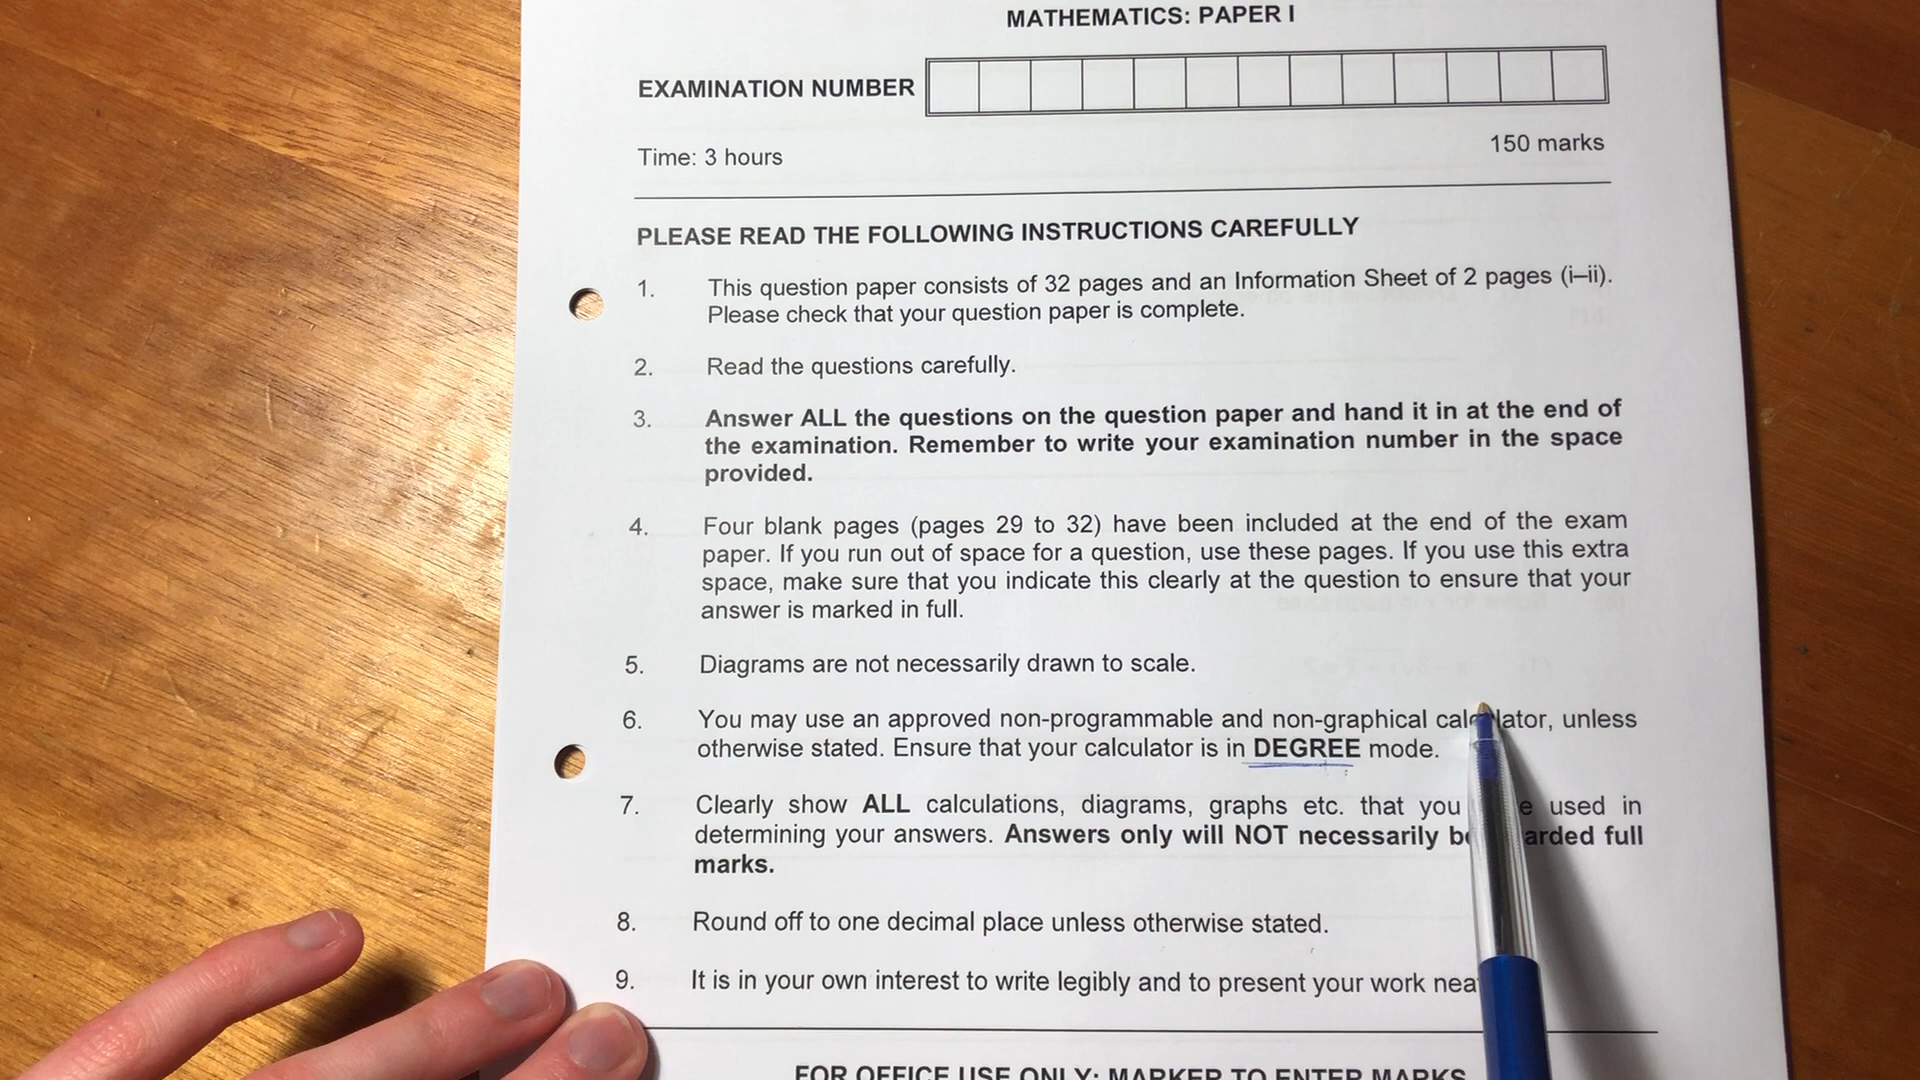 MATHEMATICS: PAPER I
EXAMINATION NUMBER
Time: 3 hours
150 marks
PLEASE READ THE FOLLOWING INSTRUCTIONS CAREFULLY
1. This question paper consists of 32 pages and an Information Sheet of 2 pages (i–ii).
Please check that your question paper is complete.
2. Read the questions carefully.
3. Answer ALL the questions on the question paper and hand it in at the end of
the examination. Remember to write your examination number in the space
provided.
4. Four blank pages (pages 29 to 32) have been included at the end of the exam
paper. If you run out of space for a question, use these pages. If you use this extra
space, make sure that you indicate this clearly at the question to ensure that your
answer is marked in full.
5. Diagrams are not necessarily drawn to scale.
6. You may use an approved non-programmable and non-graphical calculator, unless
otherwise stated. Ensure that your calculator is in DEGREE mode.
7. Clearly show ALL calculations, diagrams, graphs etc. that you used in
determining your answers. Answers only will NOT necessarily full
marks.
8. Round off to one decimal place unless otherwise stated.
9. It is in your own interest to write legibly and to present your work
FOR OFFICE USE ONLY: MARKER TO ENTER MARKS